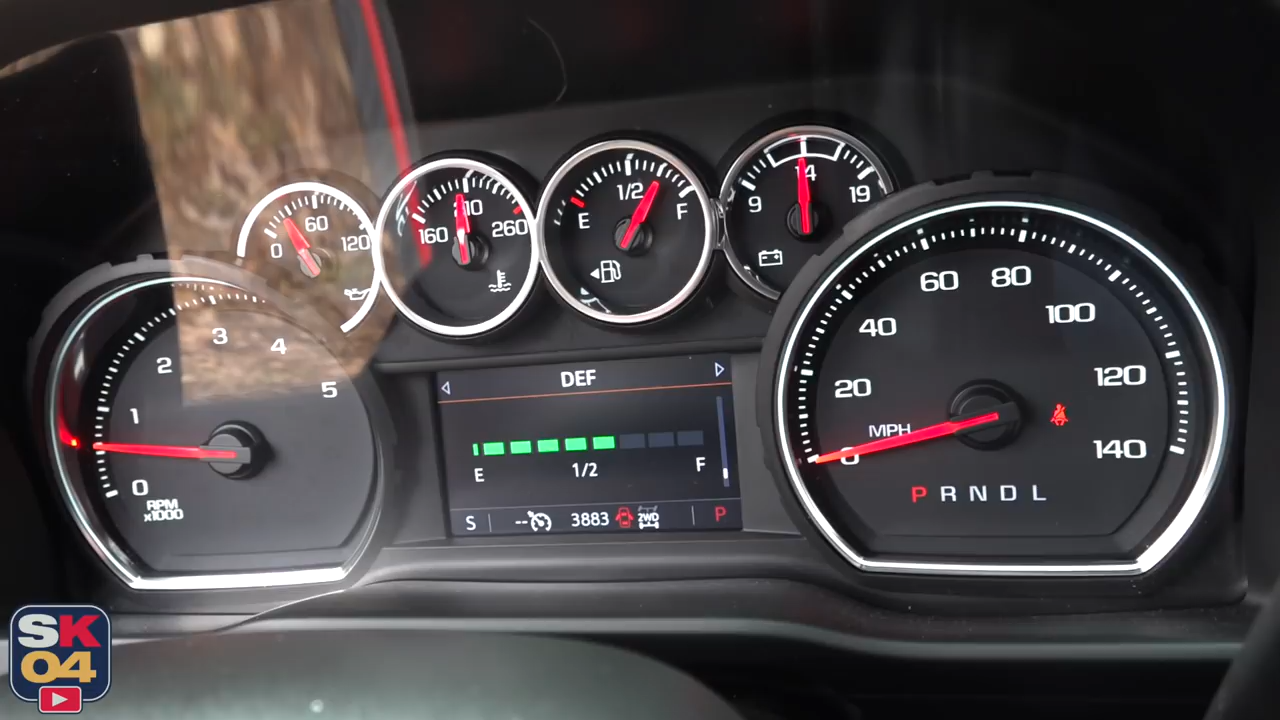 0 60 120
160 210 260
E 1/2 F
9 14 19
0 1 2 3 4 5
RPM
x1000
DEF
E 1/2 F
S -- 3883 2WD P
0 20 40 60 80 100 120 140
MPH
P R N D L
SK
04